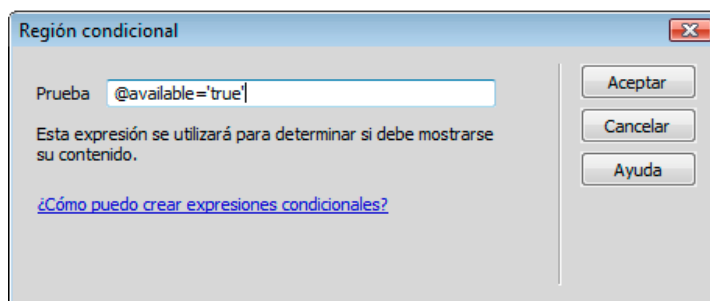 Región condicional
Prueba @available='true'
Aceptar
Esta expresión se utilizará para determinar si debe mostrarse
su contenido.
Cancelar
Ayuda
¿Cómo puedo crear expresiones condicionales?